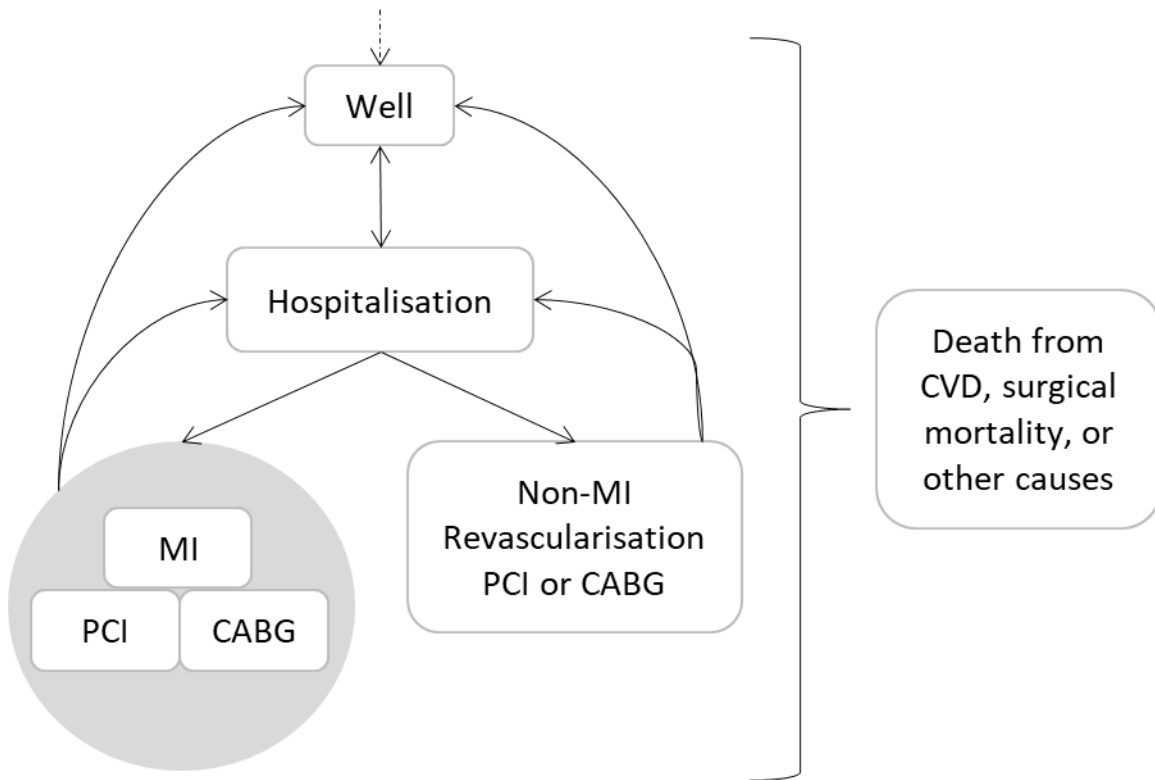 Well
Hospitalisation
MI
PCI
CABG
Non-MI
Revascularisation
PCI or CABG
Death from
CVD, surgical
mortality, or
other causes